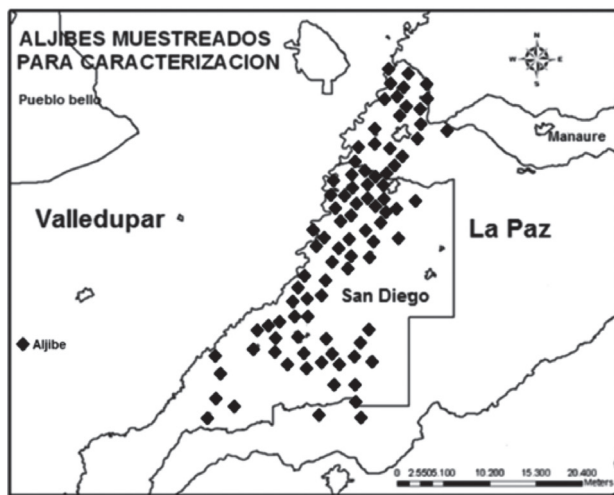 ALJIBES MUESTREADOS
PARA CARACTERIZACION
N
W E
S
Pueblo bello
Manaure
Valledupar
La Paz
San Diego
Aljibe
0 2.5505.100 10.200 15.300 20.400
Meters